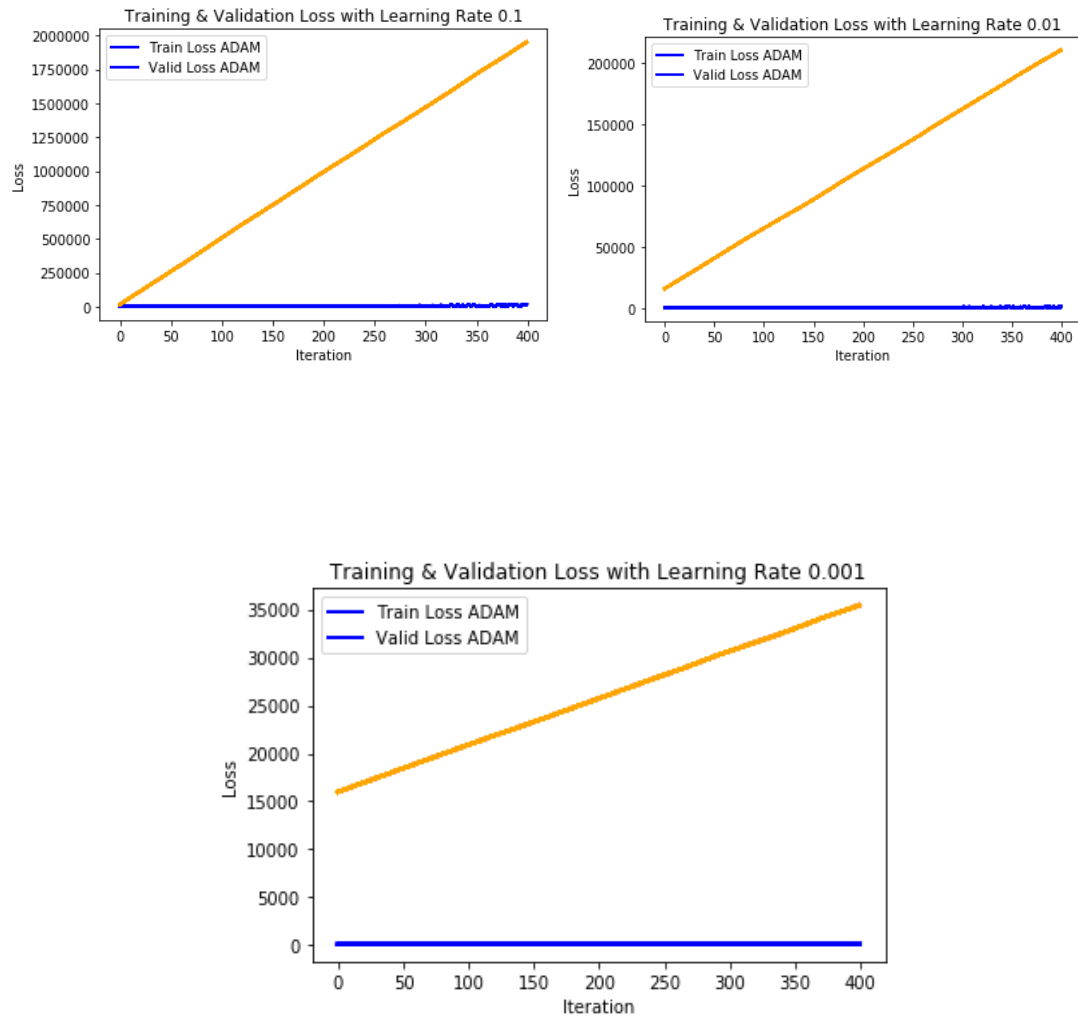 Training & Validation Loss with Learning Rate 0.1
2000000
1750000
1500000
1250000
1000000
750000
500000
250000
0
Loss
Train Loss ADAM
Valid Loss ADAM
0 50 100 150 200 250 300 350 400
Iteration
Training & Validation Loss with Learning Rate 0.01
200000
150000
100000
50000
0
Loss
Train Loss ADAM
Valid Loss ADAM
0 50 100 150 200 250 300 350 400
Iteration
Training & Validation Loss with Learning Rate 0.001
35000
30000
25000
20000
15000
10000
5000
0
Loss
Train Loss ADAM
Valid Loss ADAM
0 50 100 150 200 250 300 350 400
Iteration